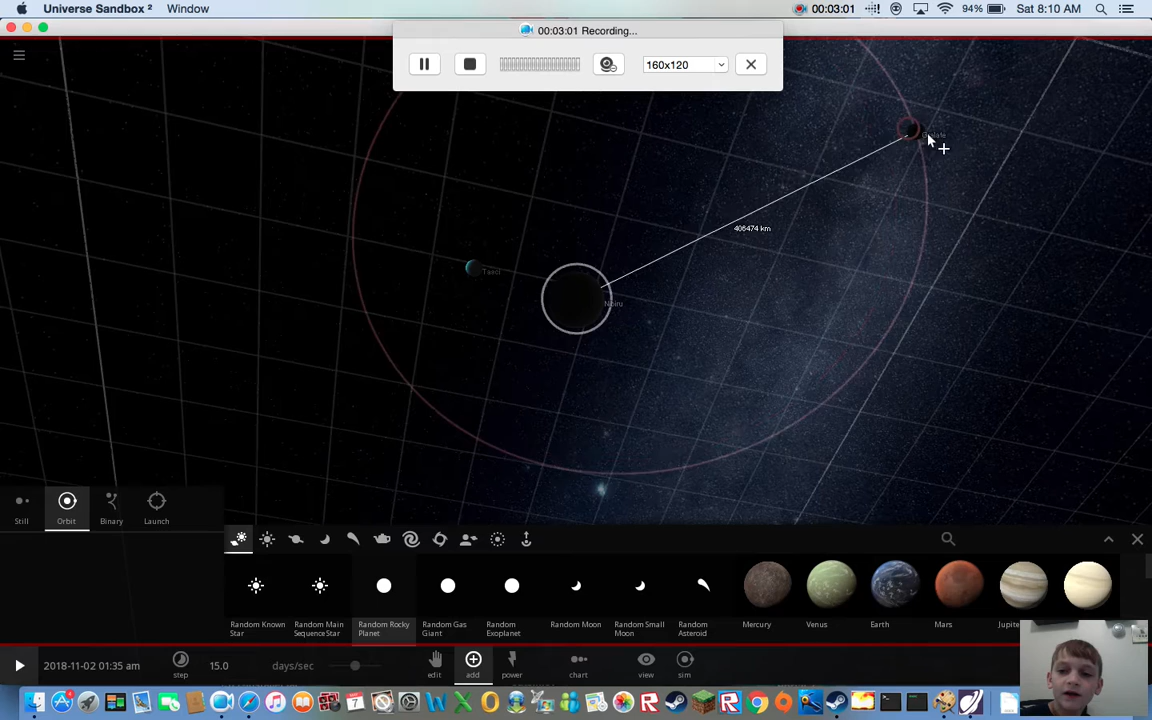 Universe Sandbox ² Window
00:03:01 94% Sat 8:10 AM
00:03:01 Recording...
160x120
406474 km
Taxci
Still Orbit Binary Launch
Random Known Star
Random Main Sequence Star
Random Rocky Planet
Random Gas Giant
Random Exoplanet
Random Moon
Random Small Moon
Random Asteroid
Mercury
Venus
Earth
Mars
2018-11-02 01:35 am step 15.0 days/sec edit add power chart view sim